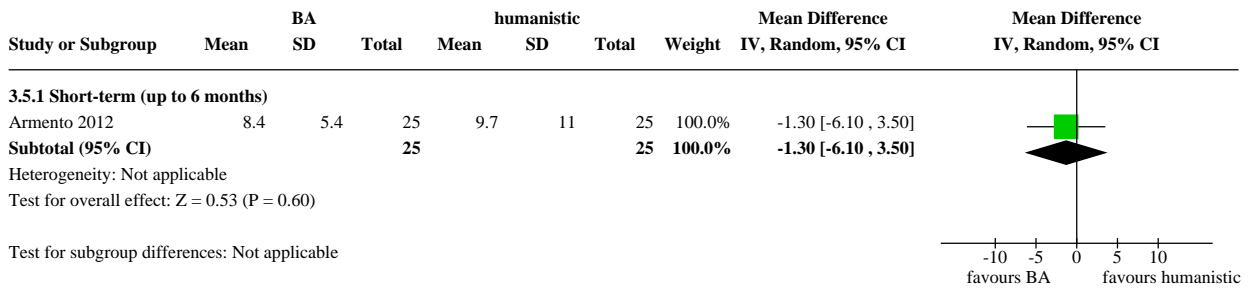 BA humanistic Mean Difference Mean Difference
Study or Subgroup Mean SD Total Mean SD Total Weight IV, Random, 95% CI IV, Random, 95% CI
3.5.1 Short-term (up to 6 months)
Armento 2012 8.4 5.4 25 9.7 11 25 100.0% -1.30 [-6.10 , 3.50]
Subtotal (95% CI) 25 25 100.0% -1.30 [-6.10 , 3.50]
Heterogeneity: Not applicable
Test for overall effect: Z = 0.53 (P = 0.60)
Test for subgroup differences: Not applicable
-10 -5 0 5 10
favours BA favours humanistic